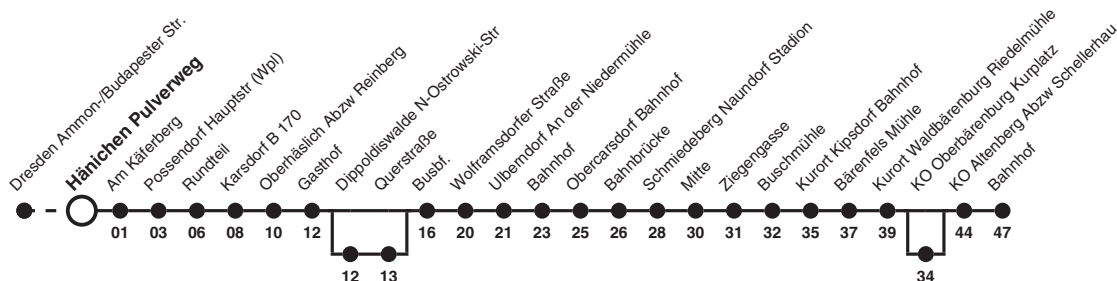 Dresden Ammon-/Budapester Str.
Hänichen Pulverweg
Am Käferberg
Possendorf Hauptstr (Wpl)
Rundteil
Karsdorf B 170
Oberhäslich Abzw Reinberg
Gasthof
Dippoldiswalde N-Ostrowski-Str
Querstraße
Busbf.
Wolframsdorfer Straße
Ulberndorf An der Niedermühle
Bahnhof
Obercarsdorf Bahnhof
Bahnbrücke
Schmiedeberg Naundorf Stadion
Mitte
Ziegengasse
Buschmühle
Kurort Kipsdorf Bahnhof
Bärenfels Mühle
Kurort Waldbärenburg Riedelmühle
KO Oberbärenburg Kurplatz
KO Altenberg Abzw Schellerhau
Bahnhof
01 03 06 08 10 12 16 20 21 23 25 26 28 30 31 32 35 37 39 44 47
12 13 34